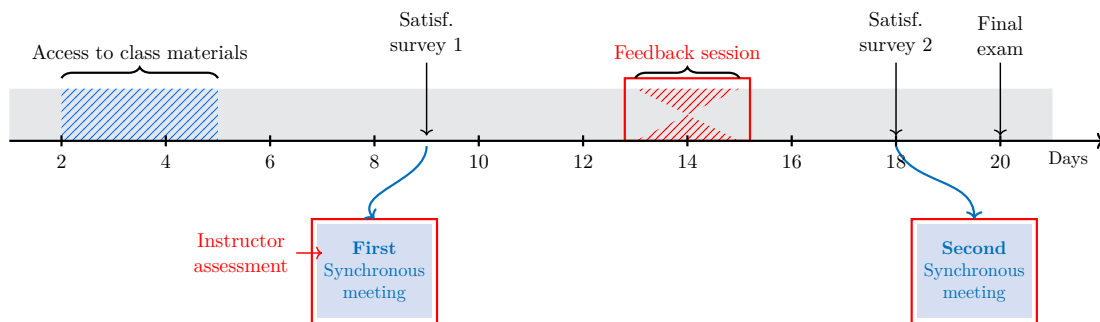 Satisf.
survey 1
Satisf.
survey 2
Final
exam
Access to class materials
Feedback session
2
4
6
8
10
12
14
16
18
20
Days
Instructor
assessment
First
Synchronous
meeting
Second
Synchronous
meeting